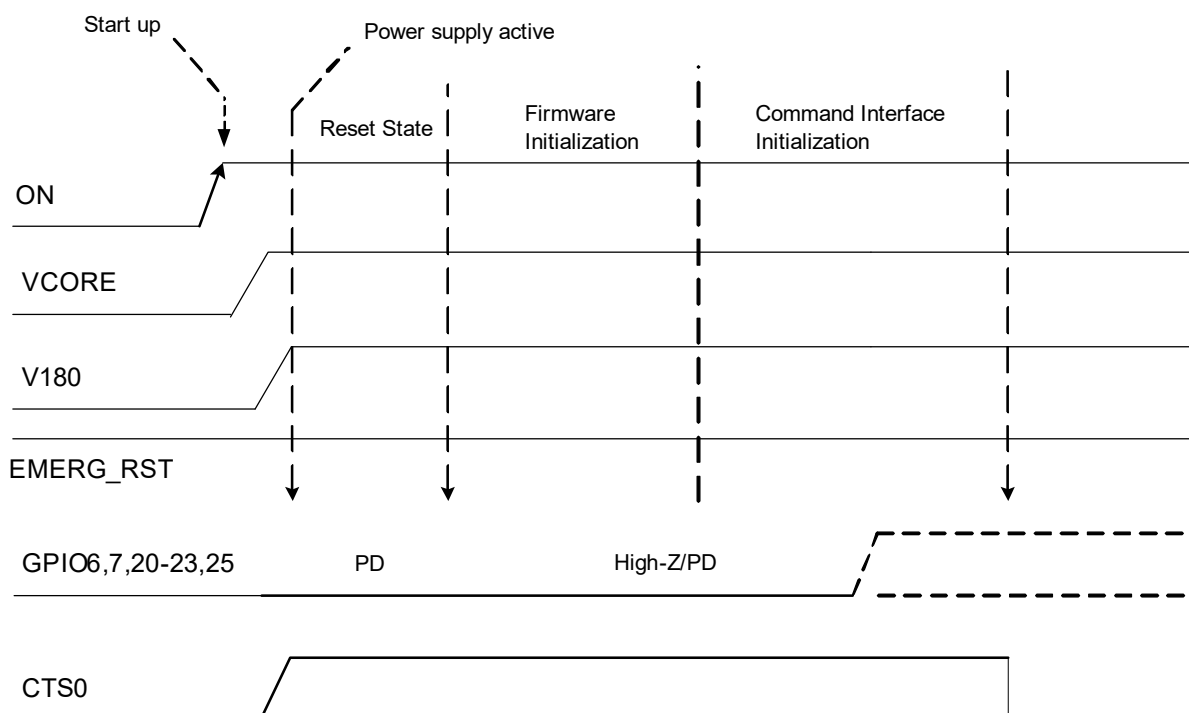 Start up
Power supply active
Reset State
Firmware
Initialization
Command Interface
Initialization
ON
VCORE
V180
EMERG_RST
GPIO6,7,20-23,25
PD
High-Z/PD
CTS0